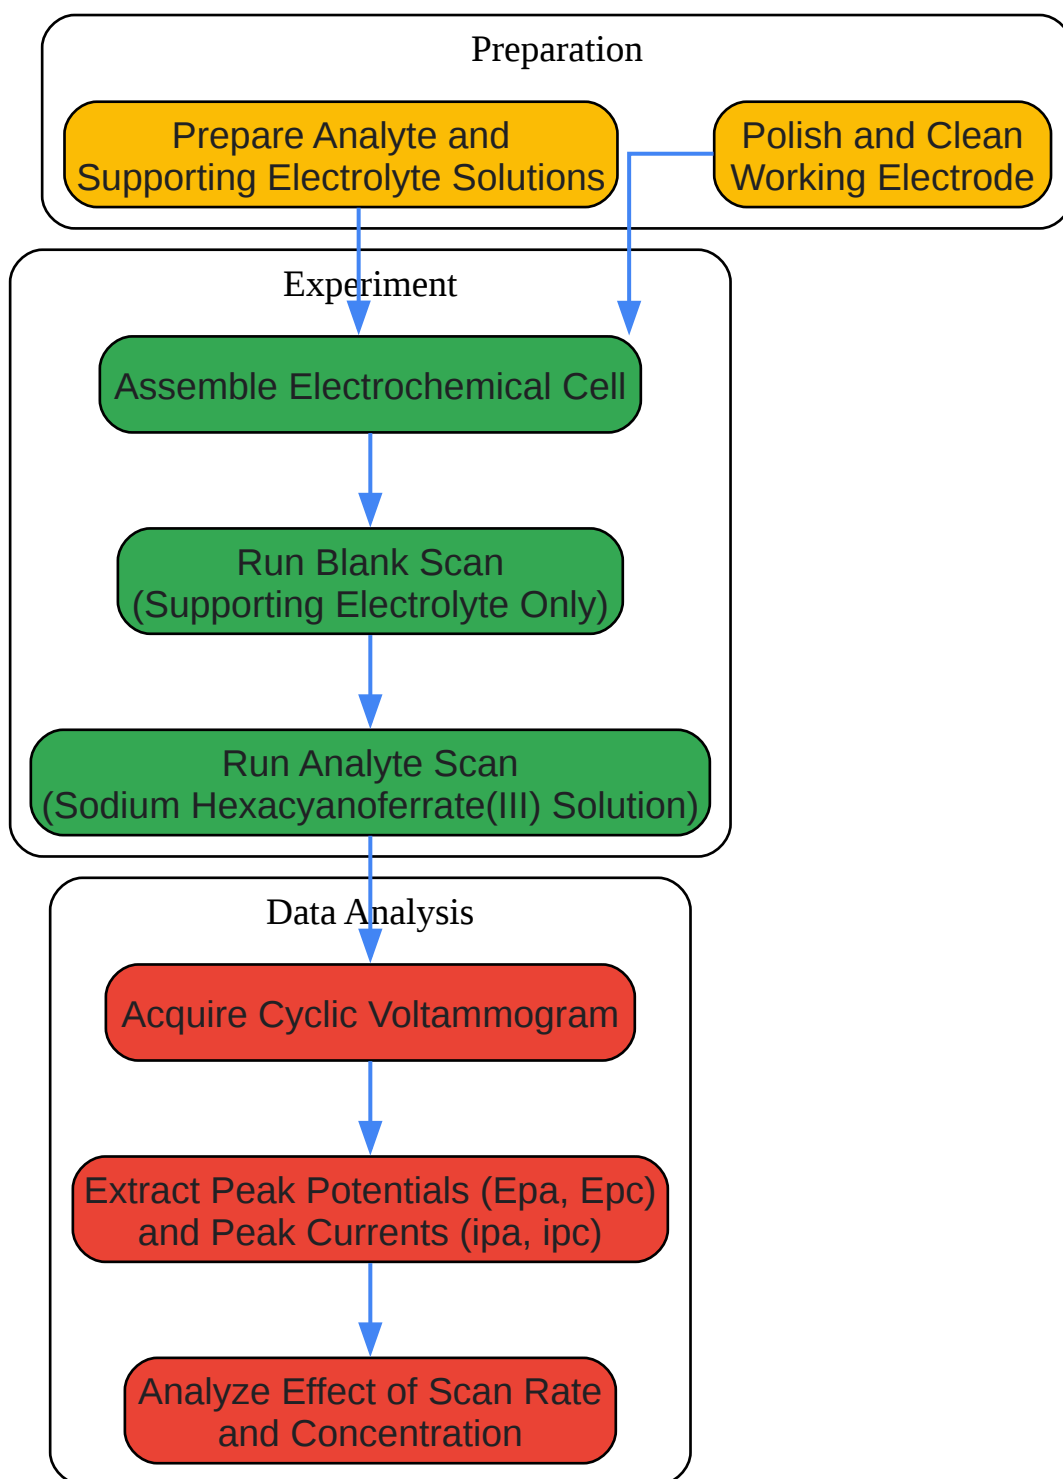 Preparation
Prepare Analyte and
Supporting Electrolyte Solutions
Polish and Clean
Working Electrode
Experiment
Assemble Electrochemical Cell
Run Blank Scan
(Supporting Electrolyte Only)
Run Analyte Scan
(Sodium Hexacyanoferrate(III) Solution)
Data Analysis
Acquire Cyclic Voltammogram
Extract Peak Potentials (Epa, Epc)
and Peak Currents (ipa, ipc)
Analyze Effect of Scan Rate
and Concentration